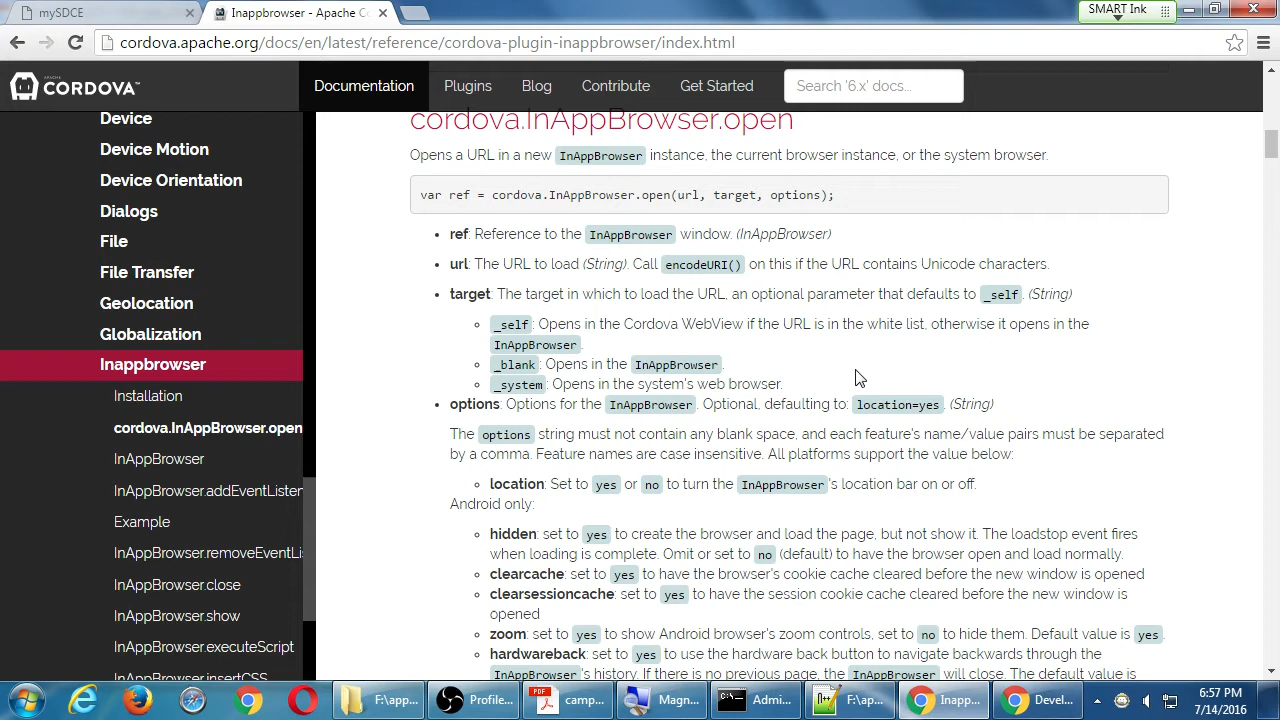 mySDCE
Inappbrowser - Apache Co
SMART Ink
cordova.apache.org/docs/en/latest/reference/cordova-plugin-inappbrowser/index.html
APACHE
CORDOVA™
Documentation
Plugins
Blog
Contribute
Get Started
Search '6.x' docs...
Device
Device Motion
Device Orientation
Dialogs
File
File Transfer
Geolocation
Globalization
Inappbrowser
Installation
cordova.InAppBrowser.open
InAppBrowser
InAppBrowser.addEventListen
Example
InAppBrowser.removeEventLis
InAppBrowser.close
InAppBrowser.show
InAppBrowser.executeScript
InAppBrowser.insertCSS
cordova.InAppBrowser.open
Opens a URL in a new InAppBrowser instance, the current browser instance, or the system browser.
var ref = cordova.InAppBrowser.open(url, target, options);
• ref: Reference to the InAppBrowser window. (InAppBrowser)
• url: The URL to load (String). Call encodeURI() on this if the URL contains Unicode characters.
• target: The target in which to load the URL, an optional parameter that defaults to _self. (String)
◦ _self: Opens in the Cordova WebView if the URL is in the white list, otherwise it opens in the
InAppBrowser.
◦ _blank: Opens in the InAppBrowser.
◦ _system: Opens in the system's web browser.
• options: Options for the InAppBrowser. Optional, defaulting to: location=yes. (String)
The options string must not contain any blank space, and each feature's name/value pairs must be separated
by a comma. Feature names are case insensitive. All platforms support the value below:
◦ location: Set to yes or no to turn the InAppBrowser's location bar on or off.
Android only:
◦ hidden: set to yes to create the browser and load the page, but not show it. The loadstop event fires
when loading is complete. Omit or set to no (default) to have the browser open and load normally.
◦ clearcache: set to yes to have the browser's cookie cache cleared before the new window is opened
◦ clearsessioncache: set to yes to have the session cookie cache cleared before the new window is
opened
◦ zoom: set to yes to show Android browser's zoom controls, set to no to hide them. Default value is yes.
◦ hardwareback: set to yes to use the hardware back button to navigate backwards through the
InAppBrowser's history. If there is no previous page, the InAppBrowser will close. The default value is
F:\app...
Profile...
PDF
camp...
Magn...
Admi...
F:\ap...
Inapp...
Devel...
6:57 PM
7/14/2016